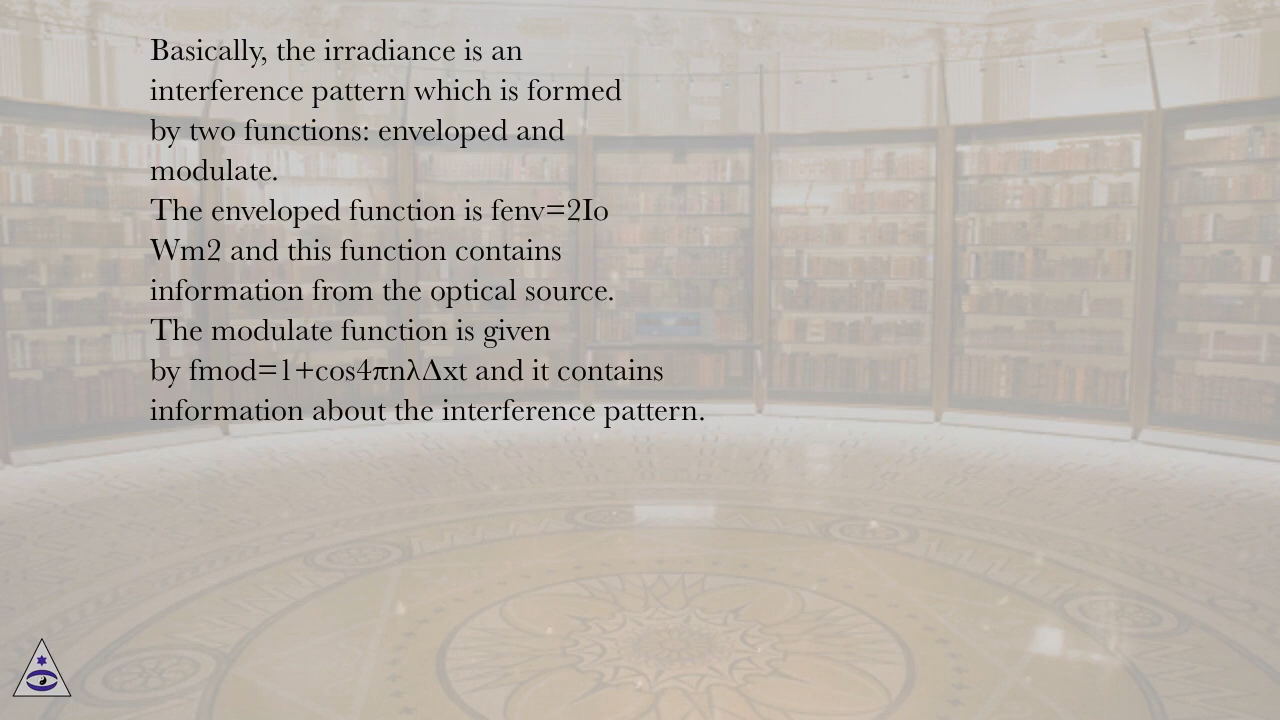 Basically, the irradiance is an
interference pattern which is formed
by two functions: enveloped and
modulate.
The enveloped function is fenv=2Io
Wm2 and this function contains
information from the optical source.
The modulate function is given
by fmod=1+cos4πnλΔxt and it contains
information about the interference pattern.